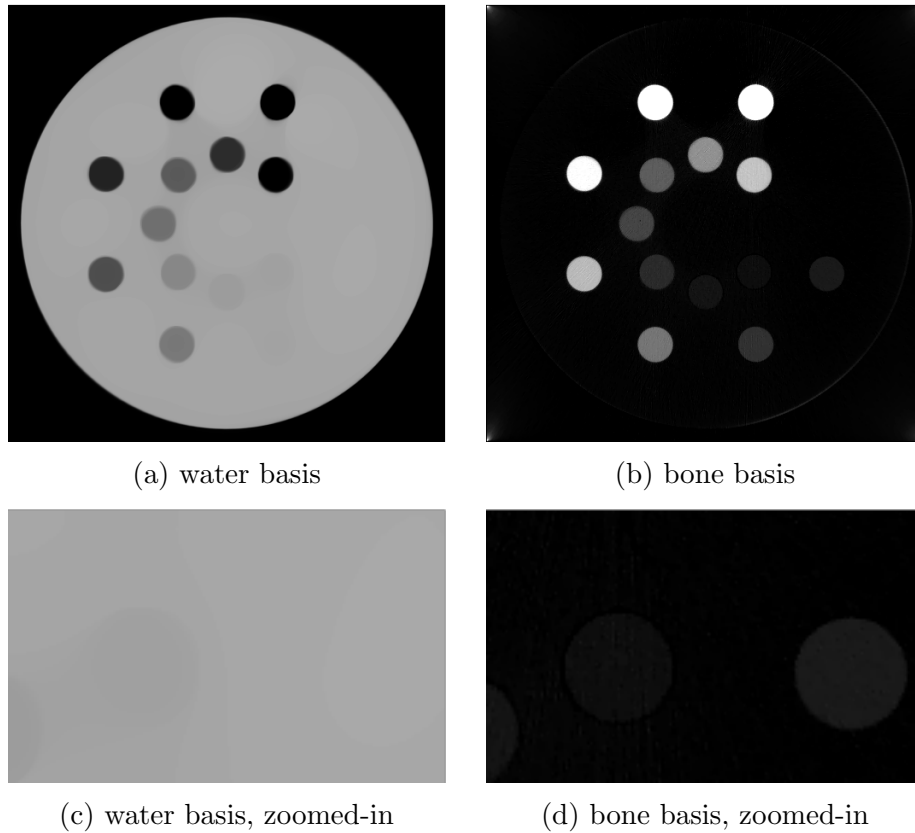 (a) water basis
(b) bone basis
(c) water basis, zoomed-in
(d) bone basis, zoomed-in